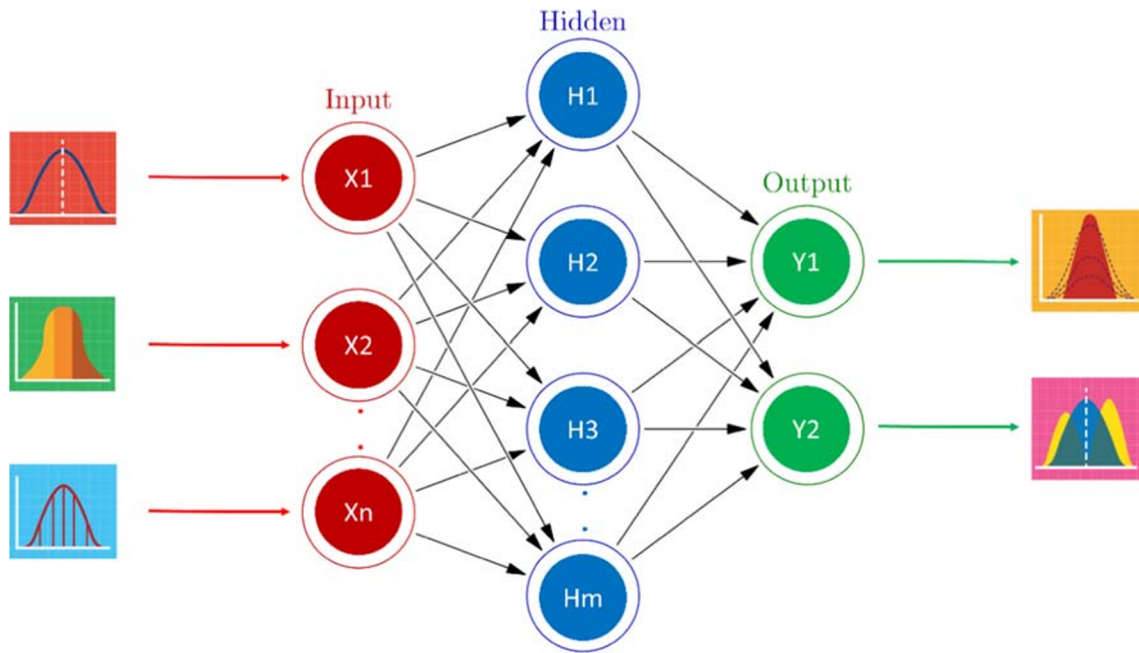 Hidden
H1
Input
X1
Output
H2
Y1
X2
H3
Y2
Xn
Hm